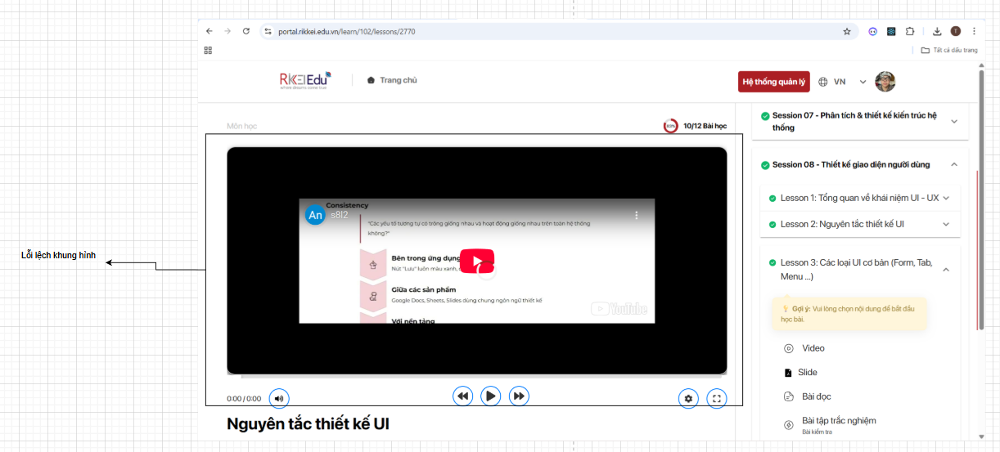 portal.rikkei.edu.vn/learn/102/lessons/2770
T
Tất cả dấu trang
RIKKEI Edu
where dreams come true
Trang chủ
Hệ thống quản lý
VN
Môn học
83%
10/12 Bài học
Consistency
An
s8l2
"Các yếu tố tương tự có trông giống nhau và hoạt động giống nhau trên toàn hệ thống
không?"
Bên trong ứng dụng
Nút "Lưu" luôn màu xanh,
Giữa các sản phẩm
Google Docs, Sheets, Slides dùng chung ngôn ngữ thiết kế
Với nền tảng
YouTube
0:00 / 0:00
Nguyên tắc thiết kế UI
Lỗi lệch khung hình
Session 07 - Phân tích & thiết kế kiến trúc hệ
thống
Session 08 - Thiết kế giao diện người dùng
Lesson 1: Tổng quan về khái niệm UI - UX
Lesson 2: Nguyên tắc thiết kế UI
Lesson 3: Các loại UI cơ bản (Form, Tab,
Menu ...)
Gợi ý: Vui lòng chọn nội dung để bắt đầu
học bài.
Video
Slide
Bài đọc
Bài tập trắc nghiệm
Bài kiểm tra